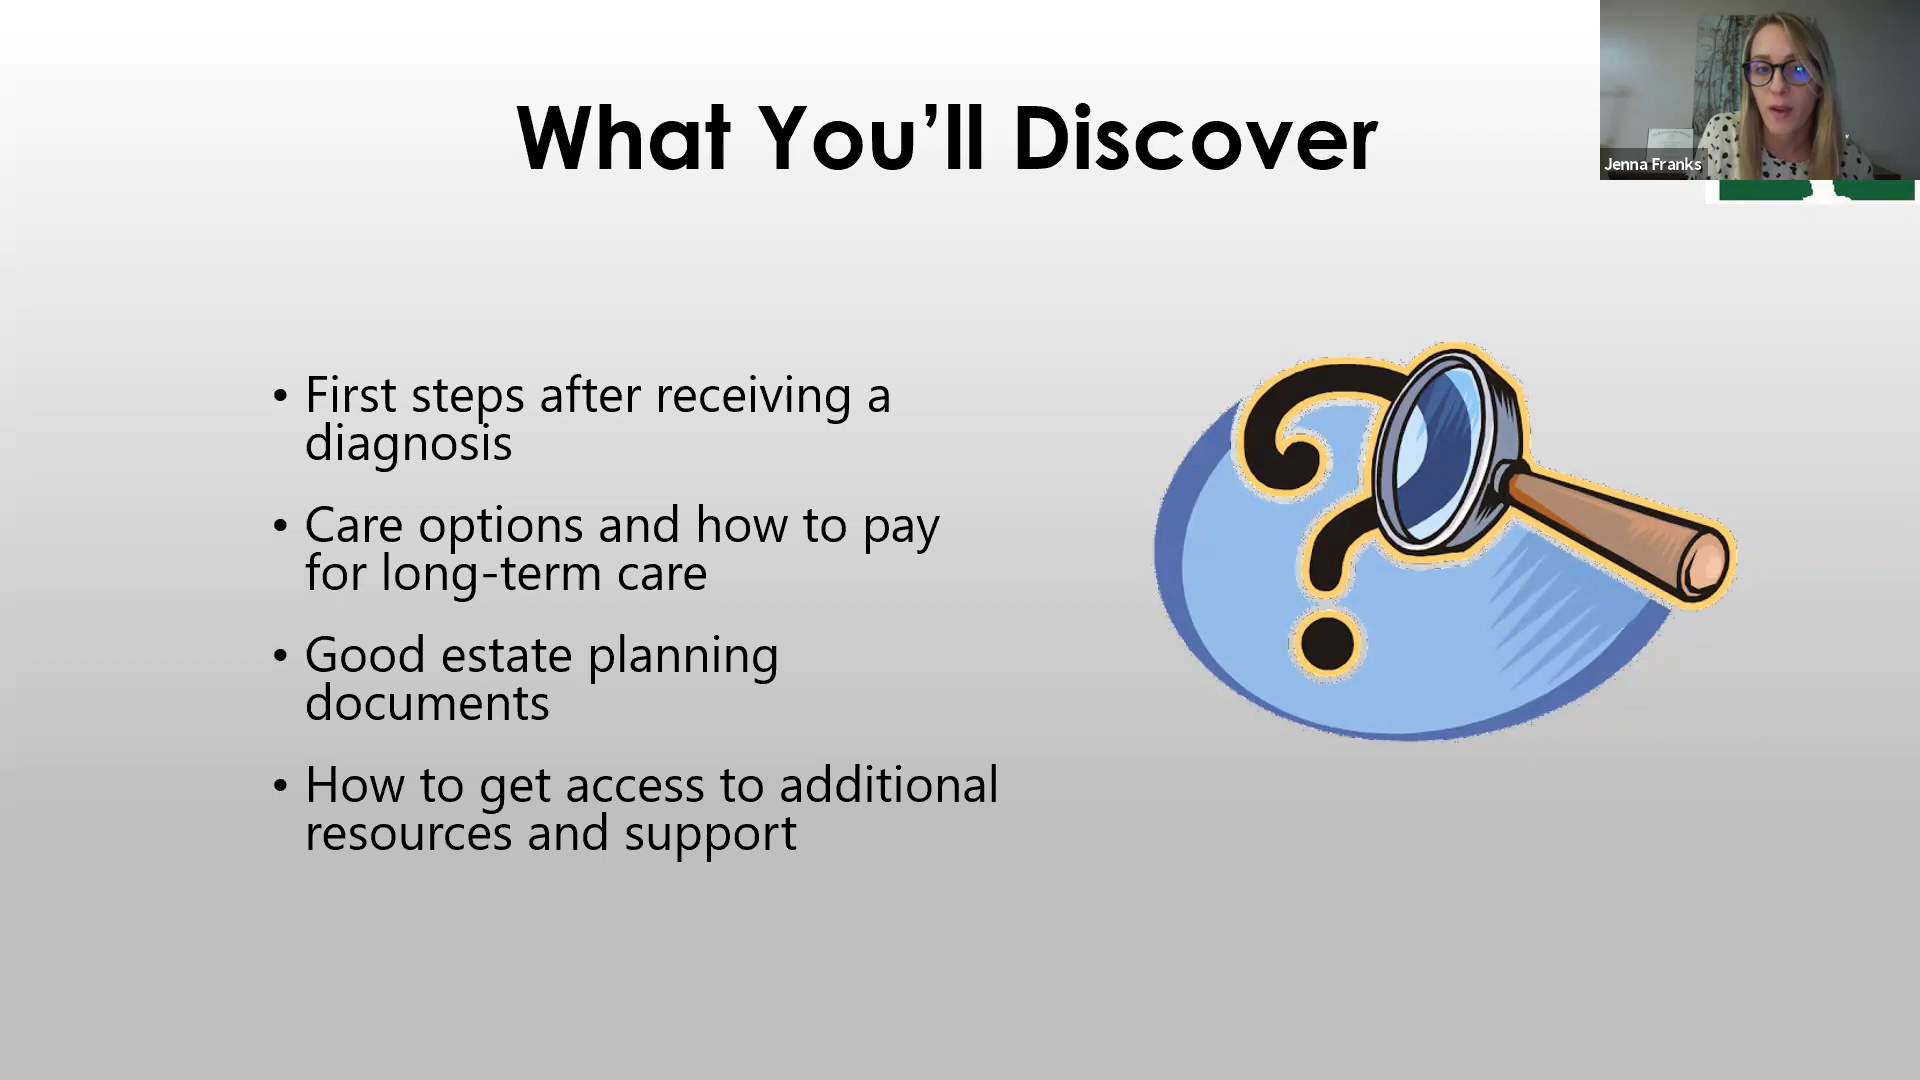 What You’ll Discover
Jenna Franks
• First steps after receiving a
diagnosis
• Care options and how to pay
for long-term care
• Good estate planning
documents
• How to get access to additional
resources and support